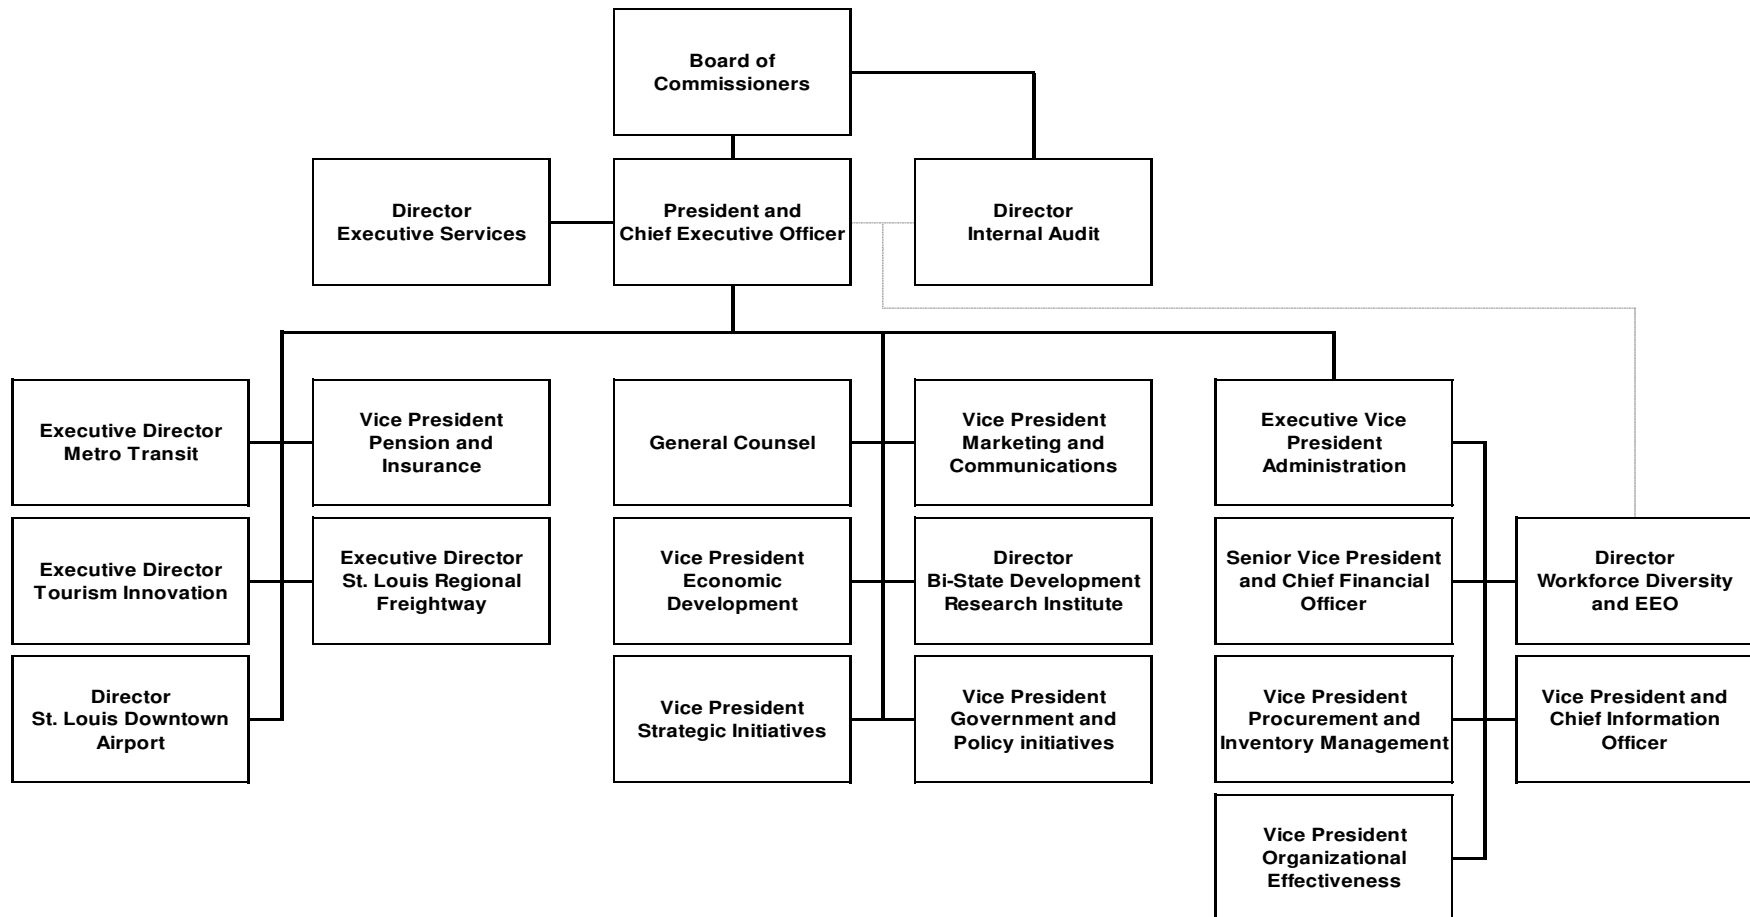 Board of
Commissioners
Director
Executive Services
President and
Chief Executive Officer
Director
Internal Audit
Executive Director
Metro Transit
Vice President
Pension and
Insurance
General Counsel
Vice President
Marketing and
Communications
Executive Vice
President
Administration
Executive Director
Tourism Innovation
Executive Director
St. Louis Regional
Freightway
Vice President
Economic
Development
Director
Bi-State Development
Research Institute
Senior Vice President
and Chief Financial
Officer
Director
Workforce Diversity
and EEO
Director
St. Louis Downtown
Airport
Vice President
Strategic Initiatives
Vice President
Government and
Policy initiatives
Vice President
Procurement and
Inventory Management
Vice President and
Chief Information
Officer
Vice President
Organizational
Effectiveness